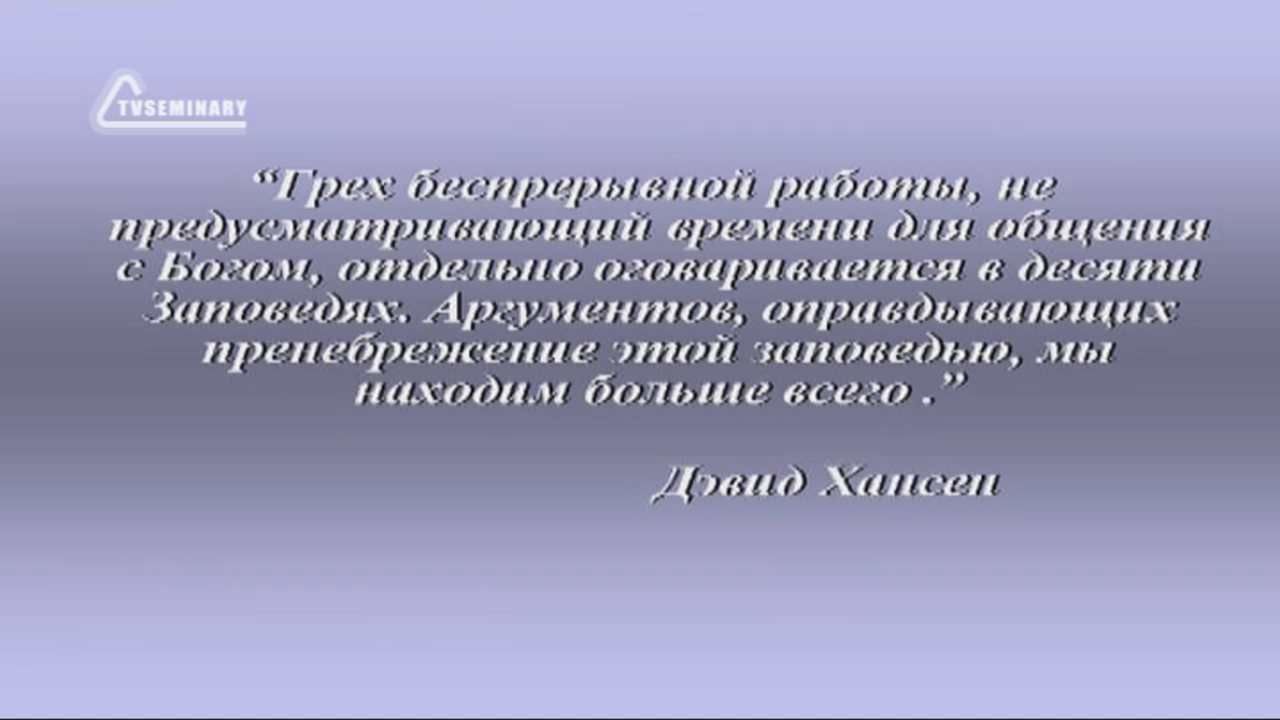 TVSEMINARY
“Грех беспрерывной работы, не
предусматривающий времени для общения
с Богом, отдельно оговаривается в десяти
Заповедях. Аргументов, оправдывающих
пренебрежение этой заповедью, мы
находим больше всего .”
Дэвид Хансен